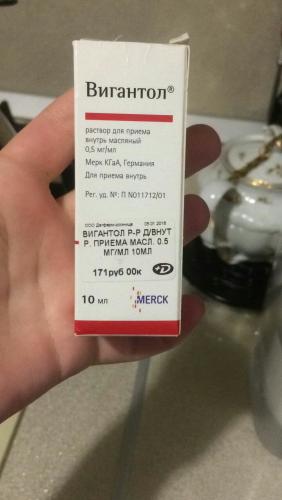 Вигантол®
раствор для приема
внутрь масляный
0,5 мг/мл
Мерк КГаА, Германия
Для приема внутрь
Рег. уд. №: П N011712/01
ВИГАНТОЛ Р-Р Д/ВНУТ
Р. ПРИЕМА МАСЛ. 0.5
МГ/МЛ 10МЛ
171руб 00к
10 мл
MERCK